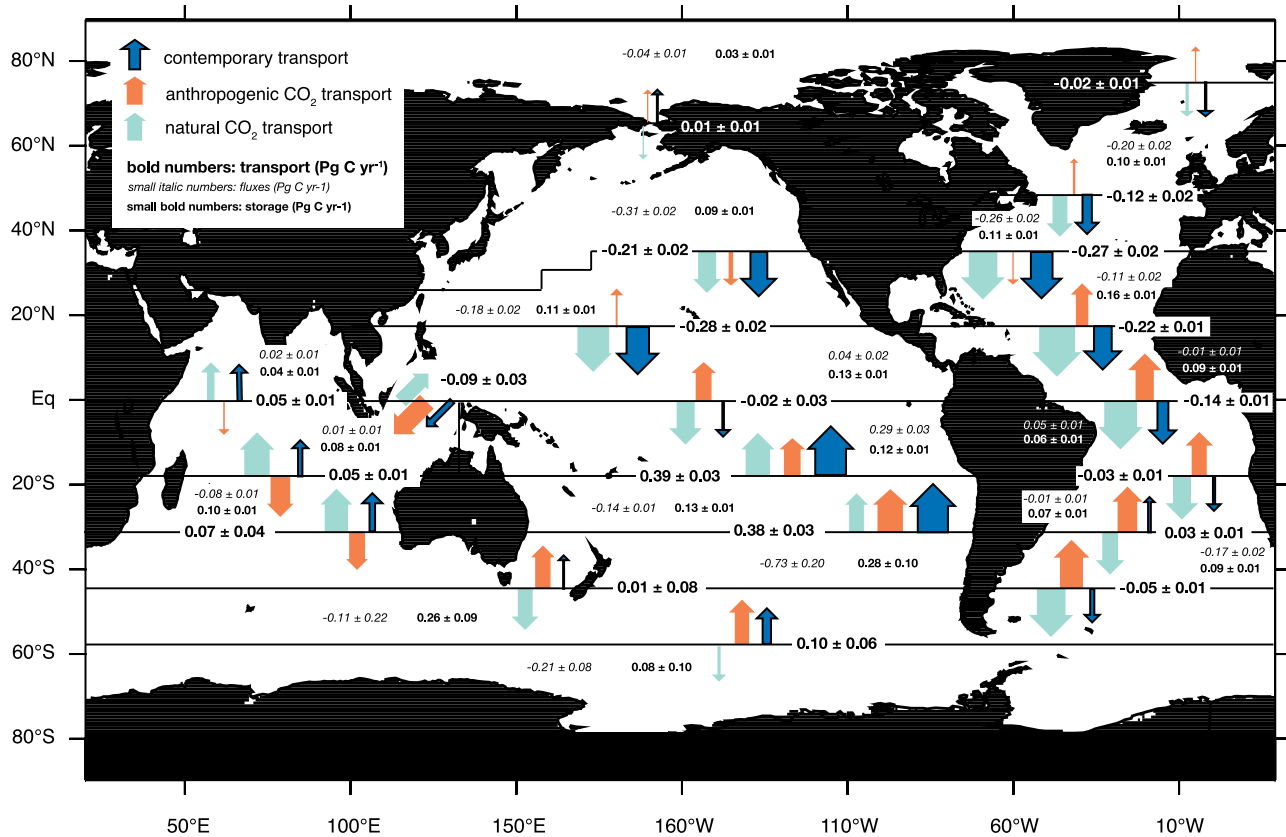 80°N
60°N
40°N
20°N
Eq
20°S
40°S
60°S
80°S
contemporary transport
anthropogenic CO₂ transport
natural CO₂ transport
bold numbers: transport (Pg C yr⁻¹)
small italic numbers: fluxes (Pg C yr-1)
small bold numbers: storage (Pg C yr-1)
-0.04 ± 0.01 0.03 ± 0.01
-0.02 ± 0.01
0.01 ± 0.01
-0.20 ± 0.02
0.10 ± 0.01
-0.12 ± 0.02
-0.31 ± 0.02 0.09 ± 0.01
-0.26 ± 0.02
0.11 ± 0.01
-0.21 ± 0.02
-0.27 ± 0.02
-0.11 ± 0.02
0.16 ± 0.01
-0.18 ± 0.02 0.11 ± 0.01
-0.28 ± 0.02
-0.22 ± 0.01
0.02 ± 0.01
0.04 ± 0.01
0.04 ± 0.02
0.13 ± 0.01
-0.01 ± 0.01
0.09 ± 0.01
-0.09 ± 0.03
0.05 ± 0.01
-0.02 ± 0.03
-0.14 ± 0.01
0.01 ± 0.01
0.08 ± 0.01
0.29 ± 0.03
0.12 ± 0.01
0.05 ± 0.01
0.06 ± 0.01
0.05 ± 0.01
0.39 ± 0.03
-0.03 ± 0.01
-0.08 ± 0.01
0.10 ± 0.01
-0.14 ± 0.01 0.13 ± 0.01
-0.01 ± 0.01
0.07 ± 0.01
0.07 ± 0.04
0.38 ± 0.03
0.03 ± 0.01
-0.73 ± 0.20 0.28 ± 0.10
-0.17 ± 0.02
0.09 ± 0.01
0.01 ± 0.08
-0.05 ± 0.01
-0.11 ± 0.22 0.26 ± 0.09
0.10 ± 0.06
-0.21 ± 0.08 0.08 ± 0.10
50°E 100°E 150°E 160°W 110°W 60°W 10°W